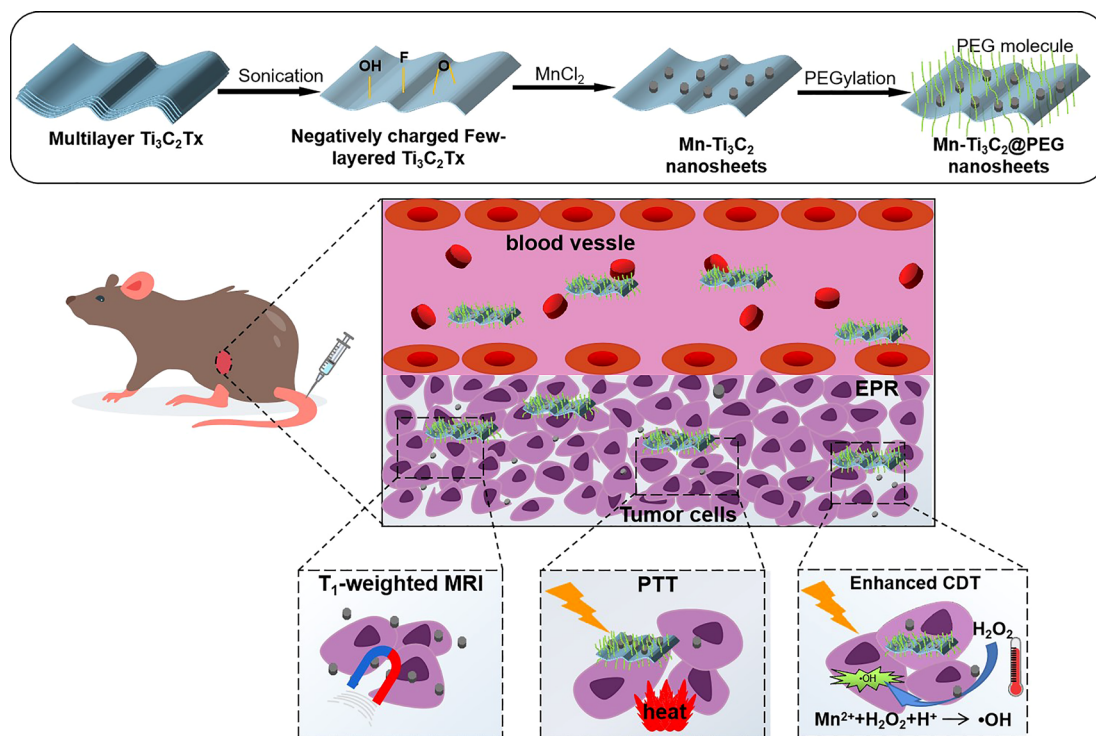 Sonication
MnCl₂
PEGylation
PEG molecule
OH
F
O
Multilayer Ti₃C₂Tx
Negatively charged Few-
layered Ti₃C₂Tx
Mn-Ti₃C₂
nanosheets
Mn-Ti₃C₂@PEG
nanosheets
blood vessle
EPR
Tumor cells
T₁-weighted MRI
PTT
heat
Enhanced CDT
H₂O₂
•OH
Mn²⁺+H₂O₂+H⁺ → •OH